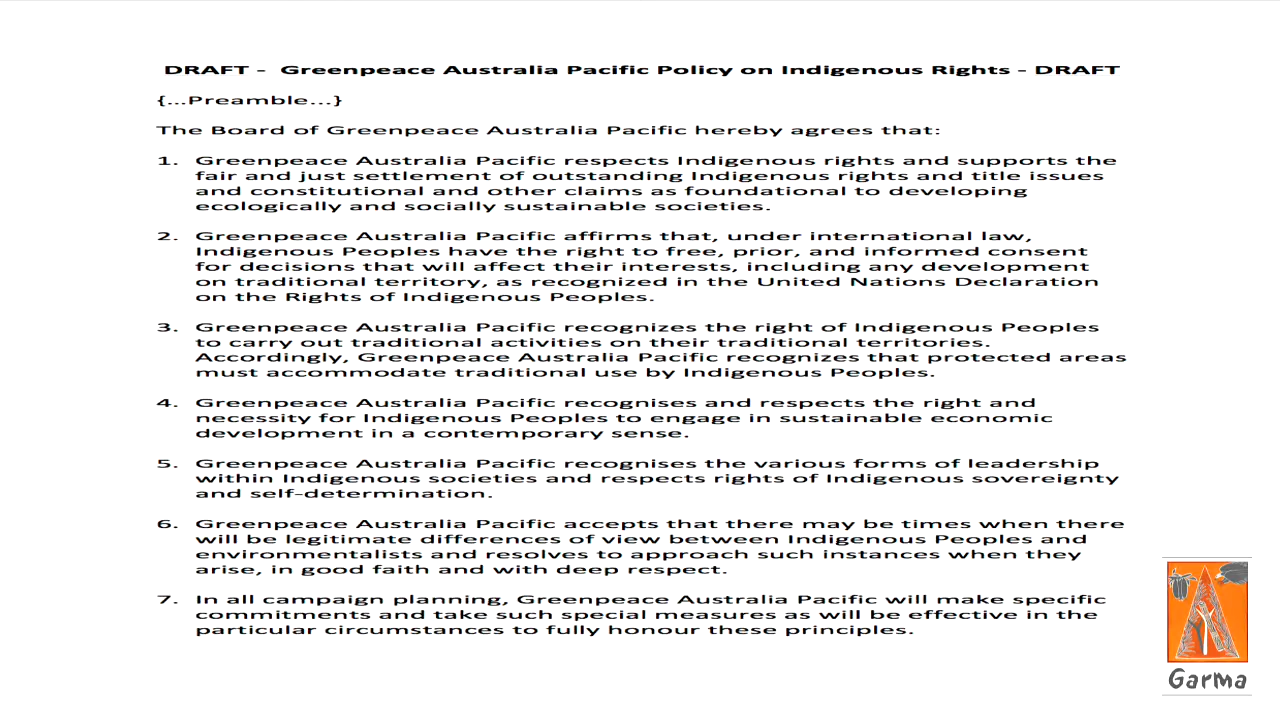 DRAFT - Greenpeace Australia Pacific Policy on Indigenous Rights - DRAFT
{...Preamble...}
The Board of Greenpeace Australia Pacific hereby agrees that:
1. Greenpeace Australia Pacific respects Indigenous rights and supports the
fair and just settlement of outstanding Indigenous rights and title issues
and constitutional and other claims as foundational to developing
ecologically and socially sustainable societies.
2. Greenpeace Australia Pacific affirms that, under international law,
Indigenous Peoples have the right to free, prior, and informed consent
for decisions that will affect their interests, including any development
on traditional territory, as recognized in the United Nations Declaration
on the Rights of Indigenous Peoples.
3. Greenpeace Australia Pacific recognizes the right of Indigenous Peoples
to carry out traditional activities on their traditional territories.
Accordingly, Greenpeace Australia Pacific recognizes that protected areas
must accommodate traditional use by Indigenous Peoples.
4. Greenpeace Australia Pacific recognises and respects the right and
necessity for Indigenous Peoples to engage in sustainable economic
development in a contemporary sense.
5. Greenpeace Australia Pacific recognises the various forms of leadership
within Indigenous societies and respects rights of Indigenous sovereignty
and self-determination.
6. Greenpeace Australia Pacific accepts that there may be times when there
will be legitimate differences of view between Indigenous Peoples and
environmentalists and resolves to approach such instances when they
arise, in good faith and with deep respect.
7. In all campaign planning, Greenpeace Australia Pacific will make specific
commitments and take such special measures as will be effective in the
particular circumstances to fully honour these principles.
Garma